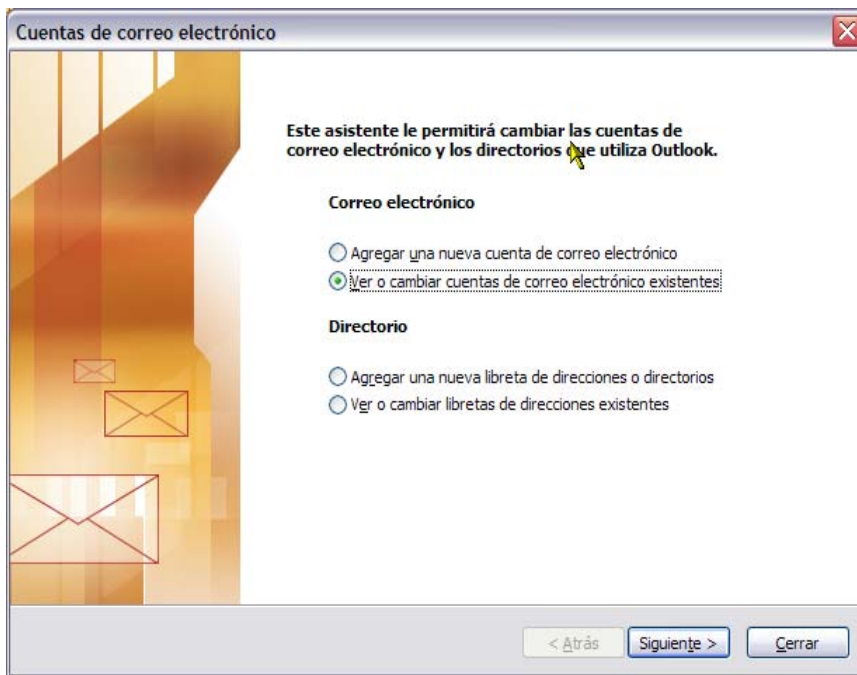 Cuentas de correo electrónico
Este asistente le permitirá cambiar las cuentas de
correo electrónico y los directorios que utiliza Outlook.
Correo electrónico
Agregar una nueva cuenta de correo electrónico
Ver o cambiar cuentas de correo electrónico existentes
Directorio
Agregar una nueva libreta de direcciones o directorios
Ver o cambiar libretas de direcciones existentes
< Atrás
Siguiente >
Cerrar